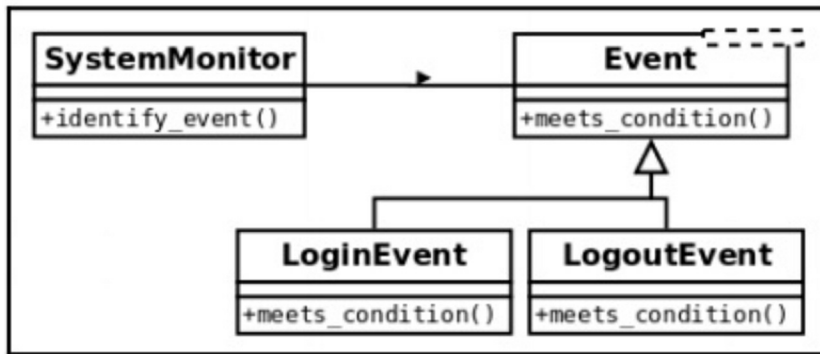 SystemMonitor
+identify_event()
Event
+meets_condition()
LoginEvent
+meets_condition()
LogoutEvent
+meets_condition()